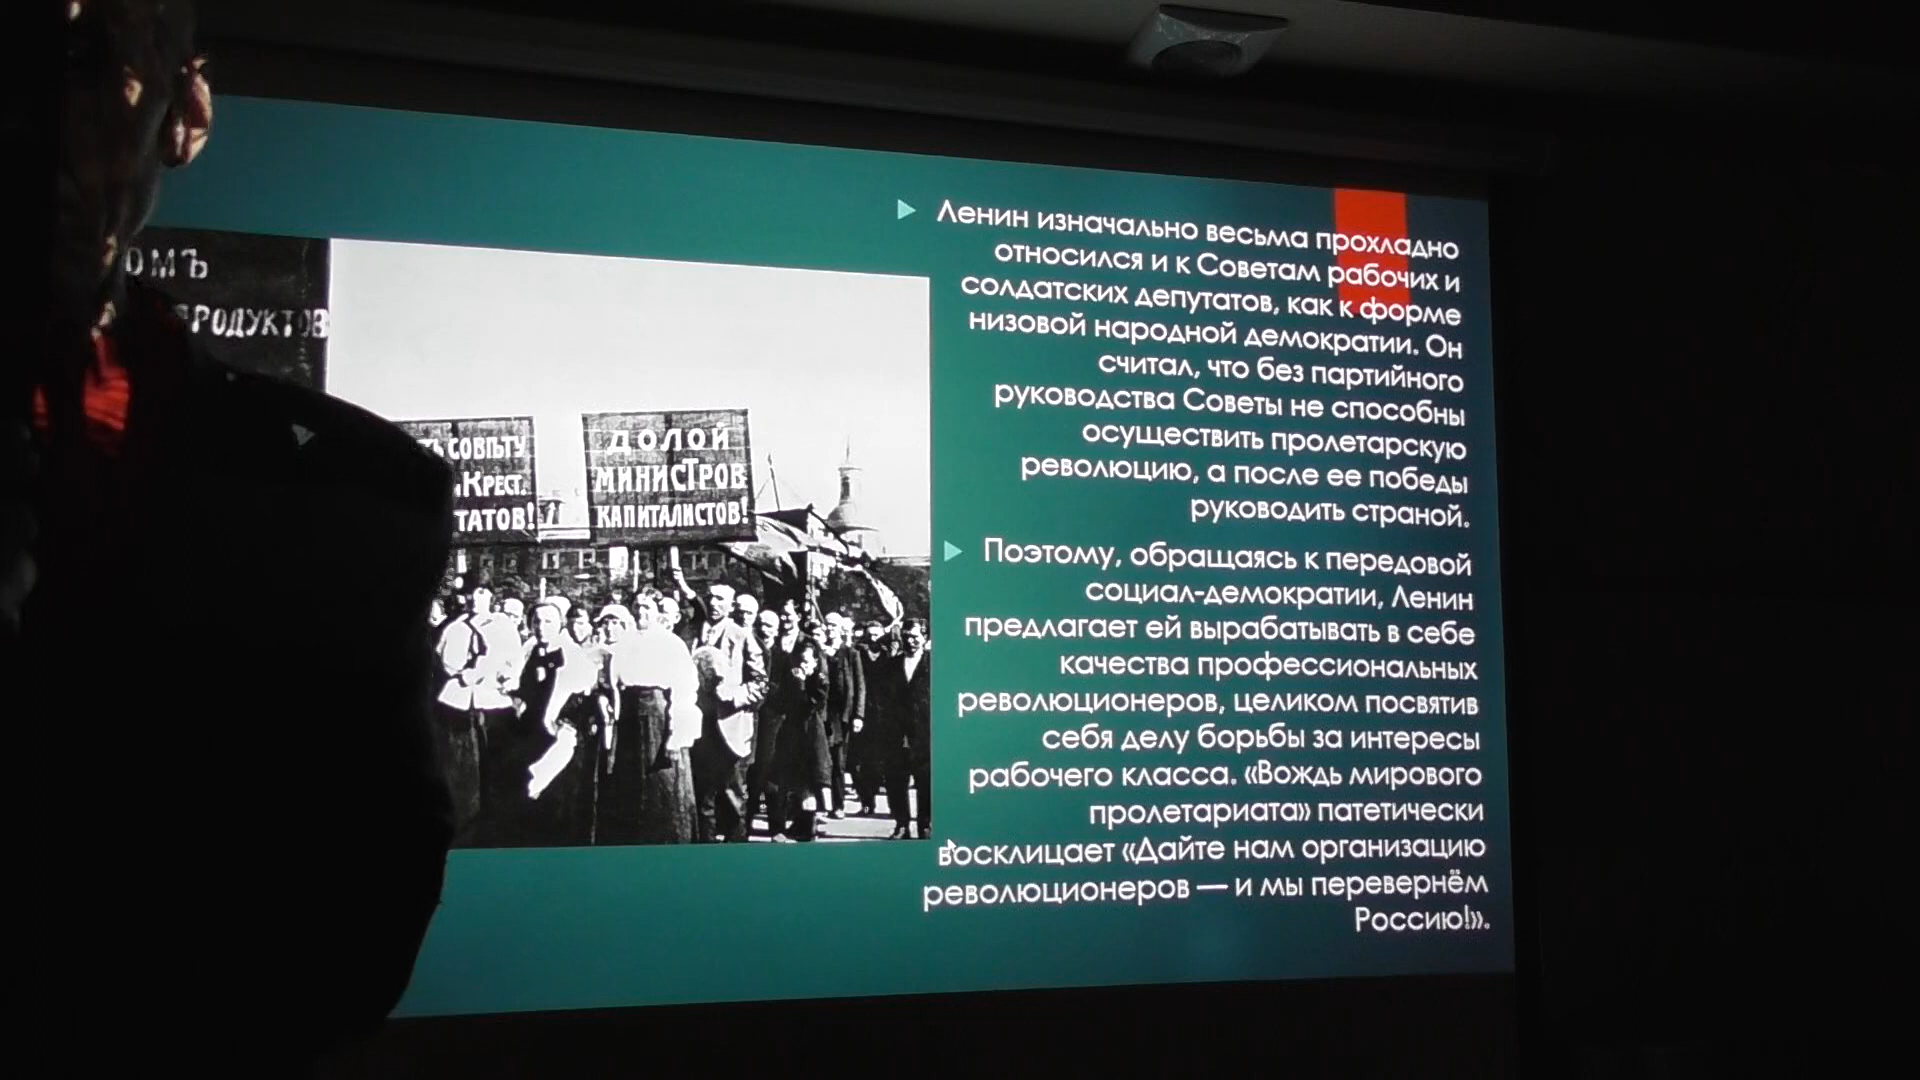 ОМЪ
ПРОДУКТОВ
СОВѢТУ
КРЕСТ.
ТАТОВ!
ДОЛОЙ
МИНИСТРОВ
КАПИТАЛИСТОВ!
Ленин изначально весьма прохладно
относился и к Советам рабочих и
солдатских депутатов, как к форме
низовой народной демократии. Он
считал, что без партийного
руководства Советы не способны
осуществить пролетарскую
революцию, а после ее победы
руководить страной.
Поэтому, обращаясь к передовой
социал-демократии, Ленин
предлагает ей вырабатывать в себе
качества профессиональных
революционеров, целиком посвятив
себя делу борьбы за интересы
рабочего класса. «Вождь мирового
пролетариата» патетически
восклицает «Дайте нам организацию
революционеров — и мы перевернём
Россию!».